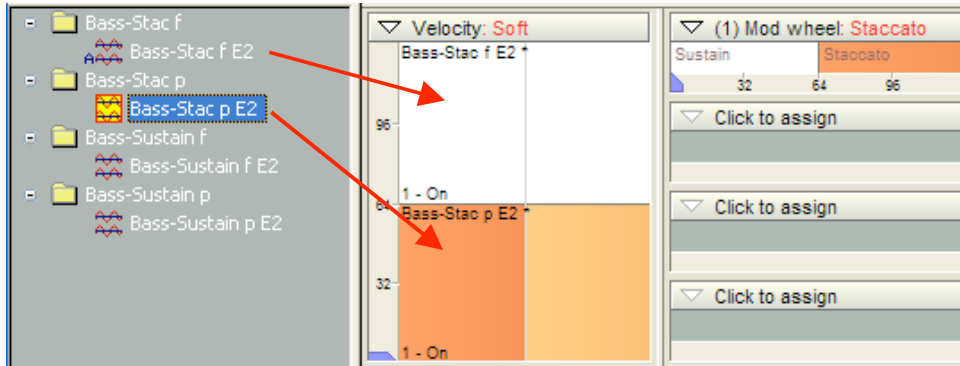 Bass-Stac f
A Bass-Stac f E2
Bass-Stac p
Bass-Stac p E2
Bass-Sustain f
Bass-Sustain f E2
Bass-Sustain p
Bass-Sustain p E2
Velocity: Soft
Bass-Stac f E2 *
96
1 - On
64
Bass-Stac p E2 *
32
1 - On
(1) Mod wheel: Staccato
Sustain Staccato
32 64 96
Click to assign
Click to assign
Click to assign